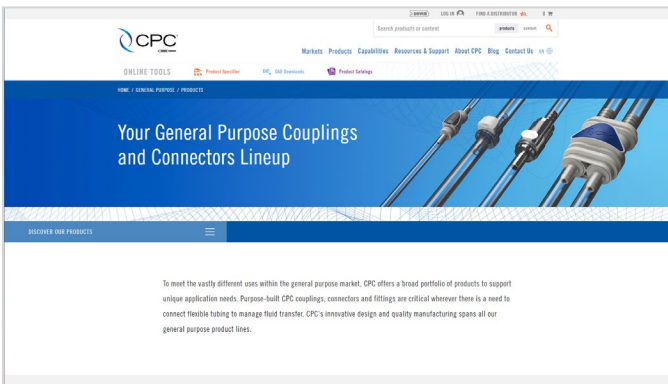 LOG IN
FIND A DISTRIBUTOR
0
Search products or content
products
content
CPC
Markets Products Capabilities Resources & Support About CPC Blog Contact Us EN
ONLINE TOOLS
Product Specifier
CAD Downloads
Product Catalogs
HOME / GENERAL PURPOSE / PRODUCTS
Your General Purpose Couplings
and Connectors Lineup
DISCOVER OUR PRODUCTS
To meet the vastly different uses within the general purpose market, CPC offers a broad portfolio of products to support
unique application needs. Purpose-built CPC couplings, connectors and fittings are critical wherever there is a need to
connect flexible tubing to manage fluid transfer. CPC's innovative design and quality manufacturing spans all our
general purpose product lines.